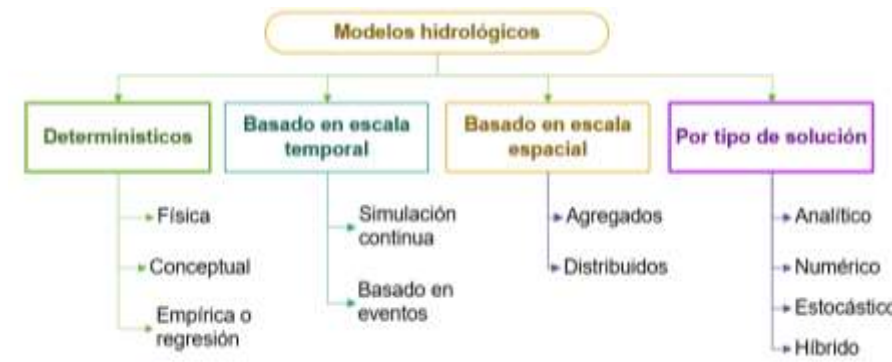 Modelos hidrológicos
Determinísticos
Física
Conceptual
Empírica o
regresión
Basado en escala
temporal
Simulación
continua
Basado en
eventos
Basado en escala
espacial
Agregados
Distribuidos
Por tipo de solución
Analítico
Numérico
Estocástico
Híbrido